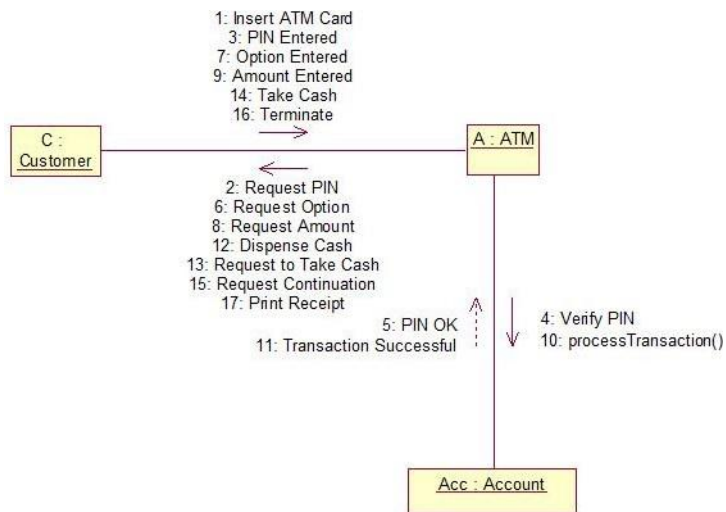 1: Insert ATM Card
3: PIN Entered
7: Option Entered
9: Amount Entered
14: Take Cash
16: Terminate
C :
Customer
A : ATM
2: Request PIN
6: Request Option
8: Request Amount
12: Dispense Cash
13: Request to Take Cash
15: Request Continuation
17: Print Receipt
5: PIN OK
11: Transaction Successful
4: Verify PIN
10: processTransaction()
Acc : Account